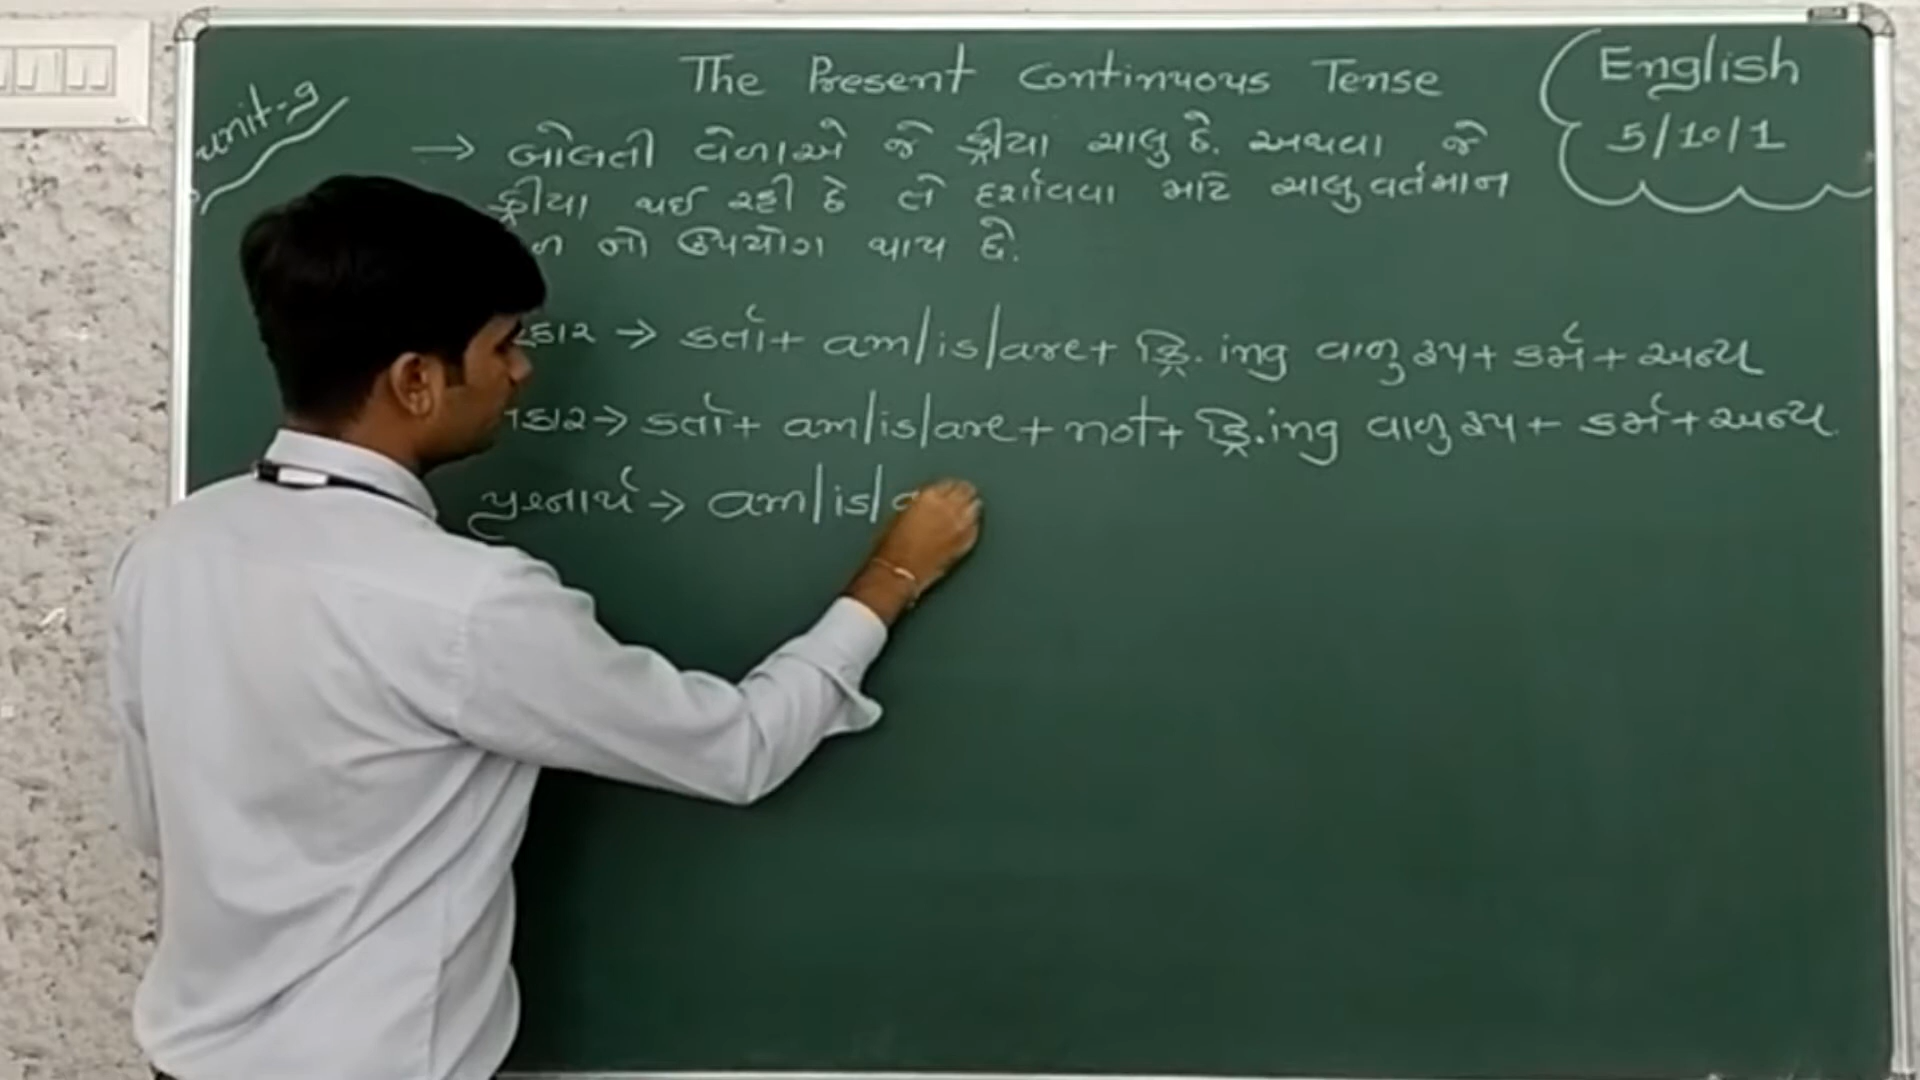 The Present Continuous Tense
English
5/10/1
unit-9
→ બોલતી વેળાએ જે ક્રીયા ચાલુ છે. અથવા જે
ક્રીયા થઈ રહી છે તે દર્શાવવા માટે ચાલુ વર્તમાન
ળ નો ઉપયોગ થાય છે.
કાર → કર્તા + am/is/are + ક્રિ. ing વાળુ રૂપ + કર્મ + અન્ય
નકાર → કર્તા + am/is/are + not + ક્રિ. ing વાળુ રૂપ + કર્મ + અન્ય
પ્રશ્નાર્થ → am/is/a